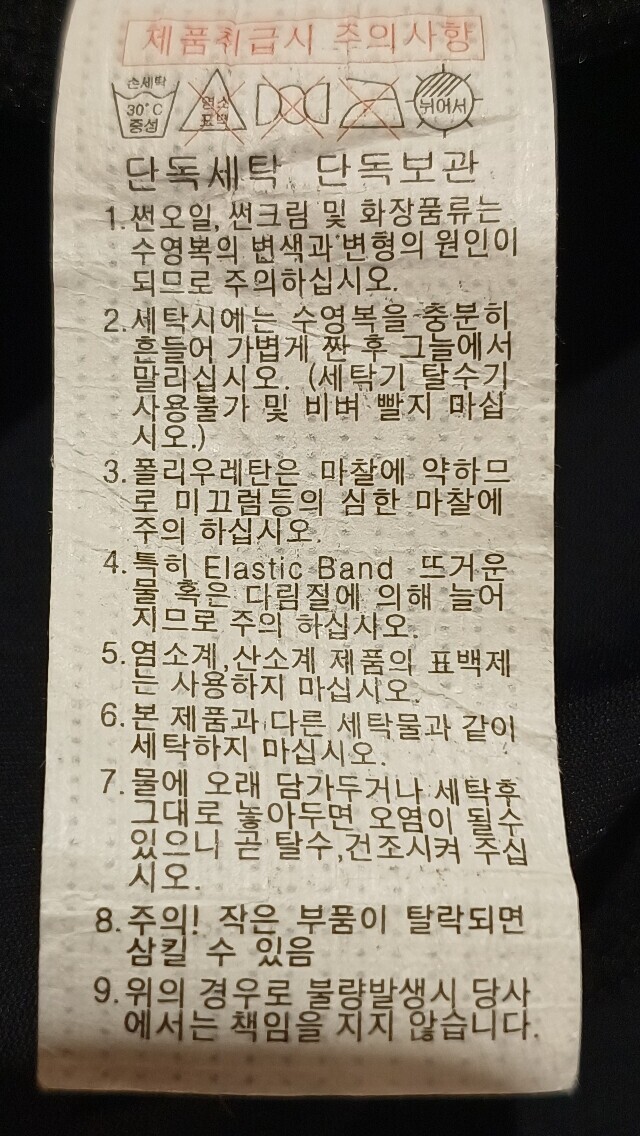 제품취급시 주의사항
손세탁
30°C
중성
염소
표백
뉘어서
단독세탁 단독보관
1.썬오일, 썬크림 및 화장품류는
수영복의 변색과 변형의 원인이
되므로 주의하십시오.
2.세탁시에는 수영복을 충분히
흔들어 가볍게 짠 후 그늘에서
말리십시오. (세탁기 탈수기
사용불가 및 비벼 빨지 마십
시오.)
3.폴리우레탄은 마찰에 약하므
로 미끄럼등의 심한 마찰에
주의 하십시오.
4.특히 Elastic Band 뜨거운
물 혹은 다림질에 의해 늘어
지므로 주의 하십사오.
5.염소계,산소계 제품의 표백제
는 사용하지 마십시오.
6.본 제품과 다른 세탁물과 같이
세탁하지 마십시오.
7.물에 오래 담가두거나 세탁후
그대로 놓아두면 오염이 될수
있으니 곧 탈수,건조시켜 주십
시오.
8.주의! 작은 부품이 탈락되면
삼킬 수 있음
9.위의 경우로 불량발생시 당사
에서는 책임을 지지 않습니다.